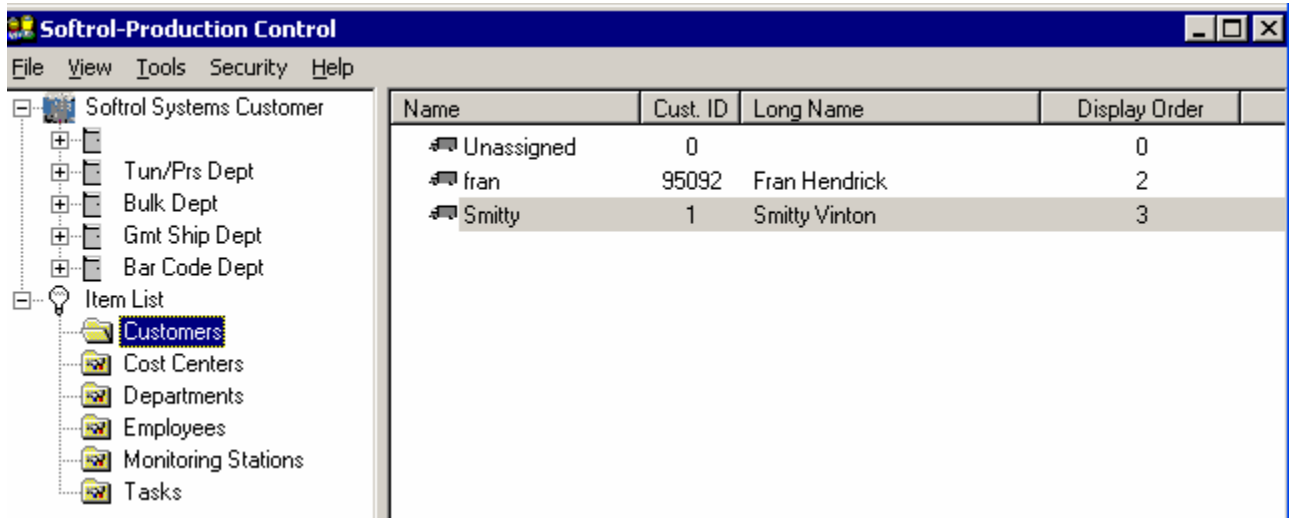 Softrol-Production Control
File View Tools Security Help
Softrol Systems Customer
Tun/Prs Dept
Bulk Dept
Gmt Ship Dept
Bar Code Dept
Item List
Customers
Cost Centers
Departments
Employees
Monitoring Stations
Tasks
Name Cust. ID Long Name Display Order
Unassigned 0 0
fran 95092 Fran Hendrick 2
Smitty 1 Smitty Vinton 3